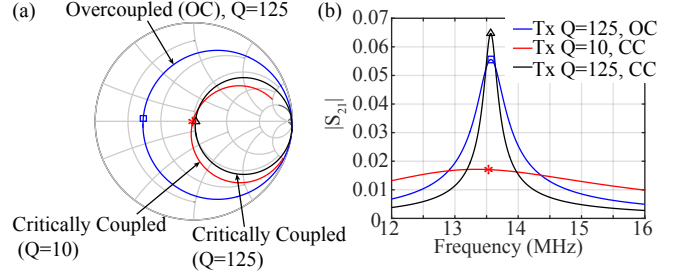 (a)
Overcoupled (OC), Q=125
Critically Coupled
(Q=10)
Critically Coupled
(Q=125)
(b)
|S21|
0.07
0.06
0.05
0.04
0.03
0.02
0.01
0
12
13
14
15
16
Frequency (MHz)
Tx Q=125, OC
Tx Q=10, CC
Tx Q=125, CC